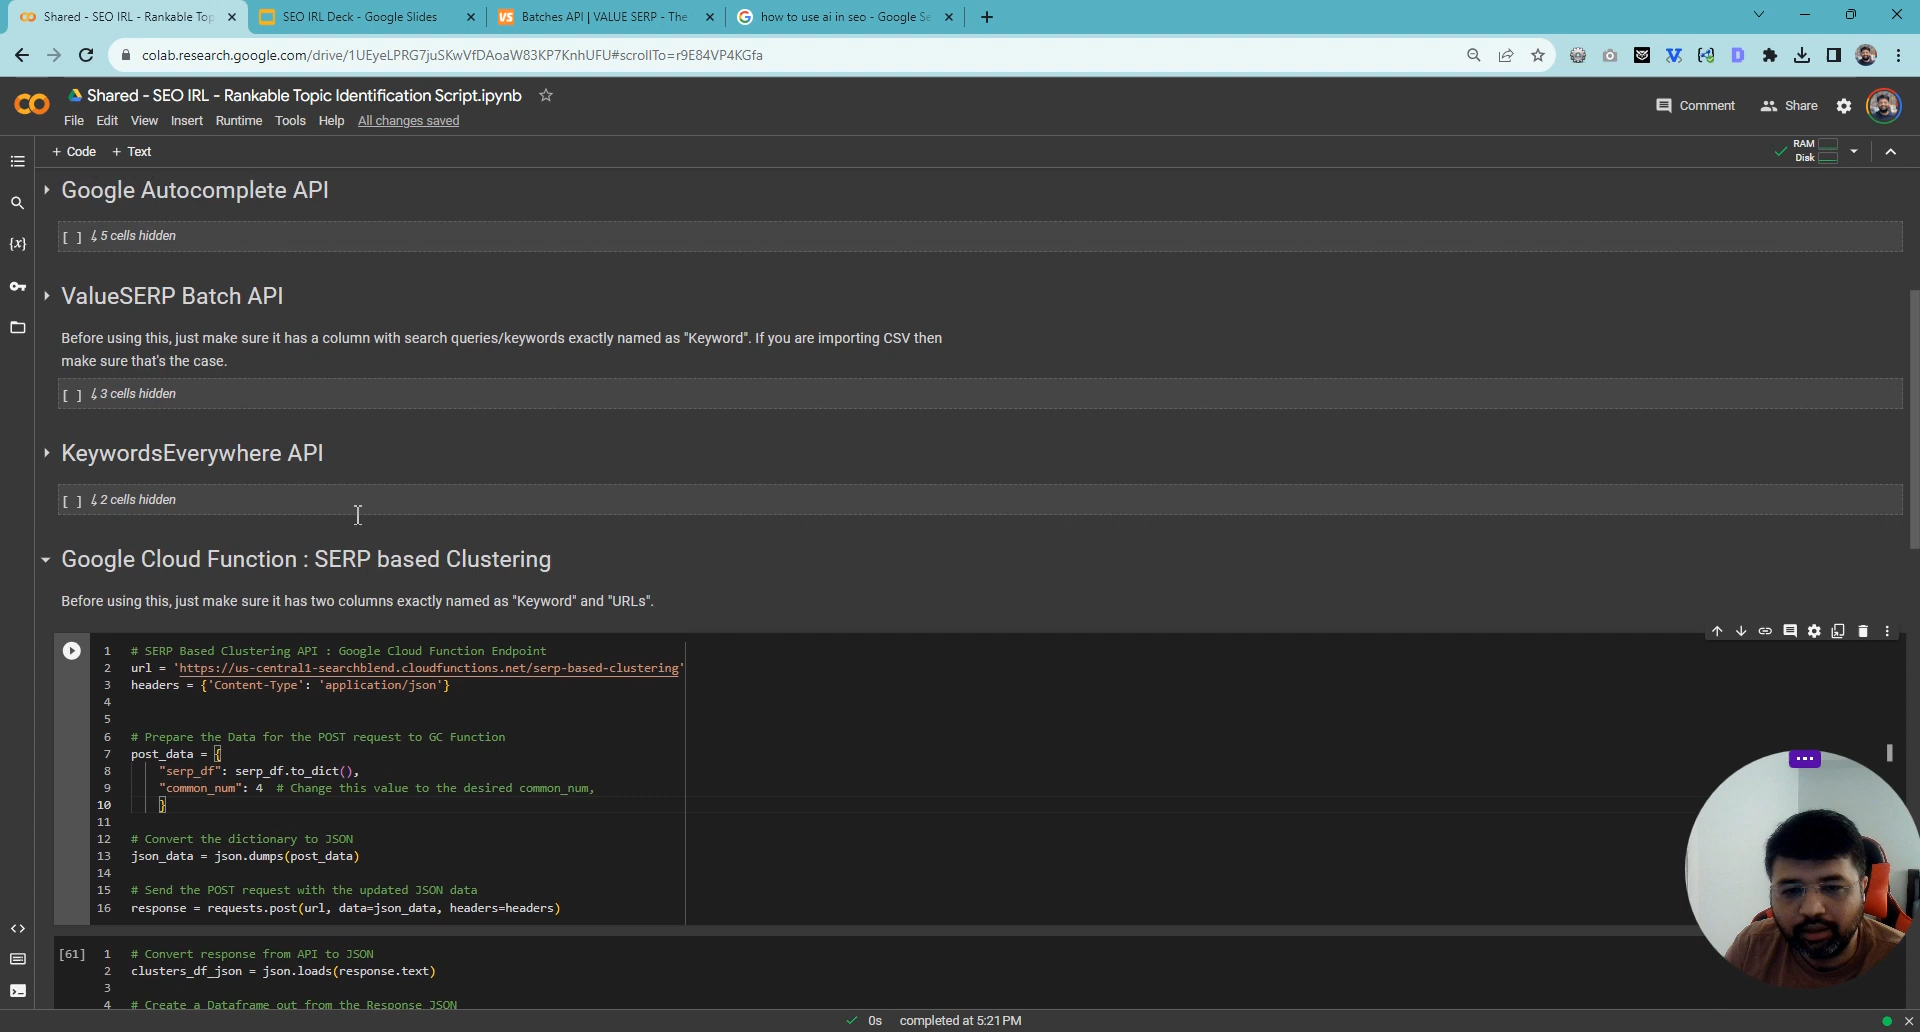 Shared - SEO IRL - Rankable Top
SEO IRL Deck - Google Slides
VS Batches API | VALUE SERP - The
how to use ai in seo - Google Se
colab.research.google.com/drive/1UEyeLPRG7juSKwVfDAoaW83KP7KnhUFU#scrollTo=r9E84VP4KGfa
Shared - SEO IRL - Rankable Topic Identification Script.ipynb
Comment
Share
File Edit View Insert Runtime Tools Help All changes saved
+ Code + Text
RAM
Disk
Google Autocomplete API
[ ] ↳ 5 cells hidden
ValueSERP Batch API
Before using this, just make sure it has a column with search queries/keywords exactly named as "Keyword". If you are importing CSV then
make sure that's the case.
[ ] ↳ 3 cells hidden
KeywordsEverywhere API
[ ] ↳ 2 cells hidden
Google Cloud Function : SERP based Clustering
Before using this, just make sure it has two columns exactly named as "Keyword" and "URLs".
1 # SERP Based Clustering API : Google Cloud Function Endpoint
2 url = 'https://us-central1-searchblend.cloudfunctions.net/serp-based-clustering'
3 headers = {'Content-Type': 'application/json'}
4
5
6 # Prepare the Data for the POST request to GC Function
7 post_data = {
8 "serp_df": serp_df.to_dict(),
9 "common_num": 4 # Change this value to the desired common_num,
10 }
11
12 # Convert the dictionary to JSON
13 json_data = json.dumps(post_data)
14
15 # Send the POST request with the updated JSON data
16 response = requests.post(url, data=json_data, headers=headers)
[61] 1 # Convert response from API to JSON
2 clusters_df_json = json.loads(response.text)
3
4 # Create a Dataframe out from the Response JSON
0s completed at 5:21 PM